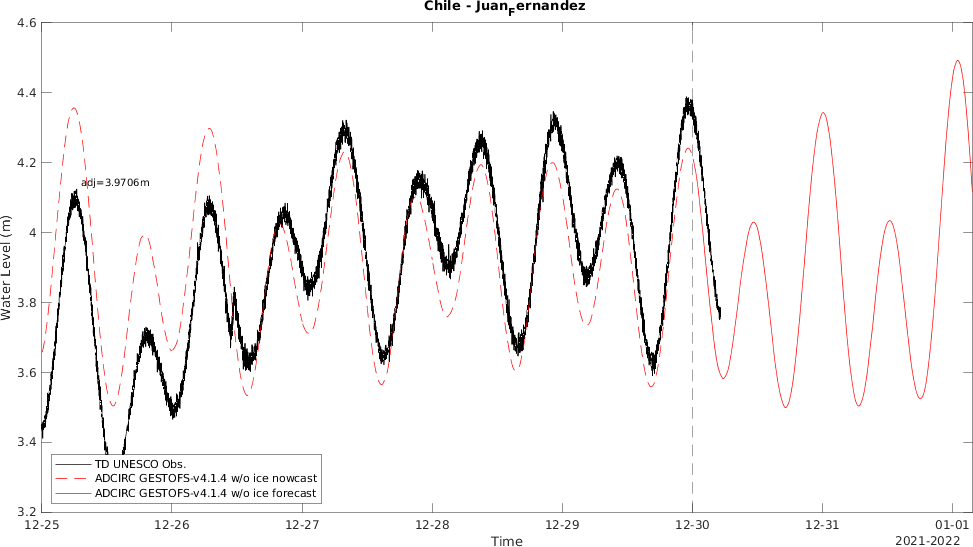 Chile - Juan_Fernandez
4.6
4.4
4.2
4
3.8
3.6
3.4
3.2
Water Level (m)
adj=3.9706m
TD UNESCO Obs.
ADCIRC GESTOFS-v4.1.4 w/o ice nowcast
ADCIRC GESTOFS-v4.1.4 w/o ice forecast
12-25
12-26
12-27
12-28
12-29
12-30
12-31
01-01
Time
2021-2022